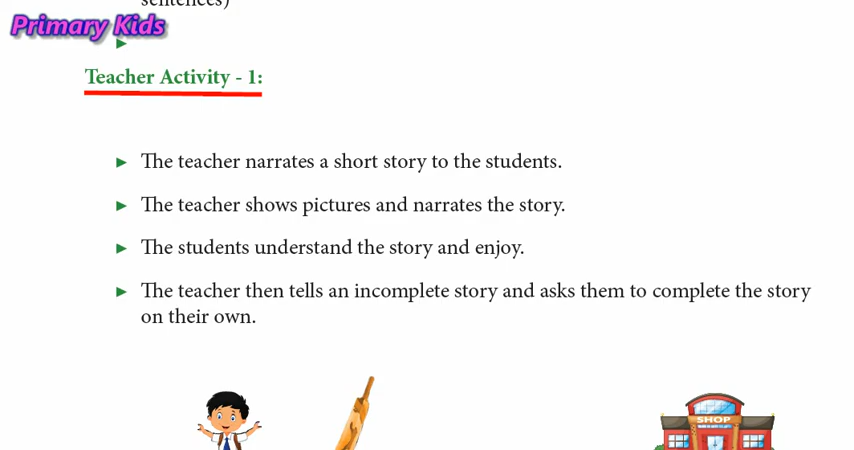 sentences)
Primary Kids
Teacher Activity - 1:
The teacher narrates a short story to the students.
The teacher shows pictures and narrates the story.
The students understand the story and enjoy.
The teacher then tells an incomplete story and asks them to complete the story
on their own.
SHOP